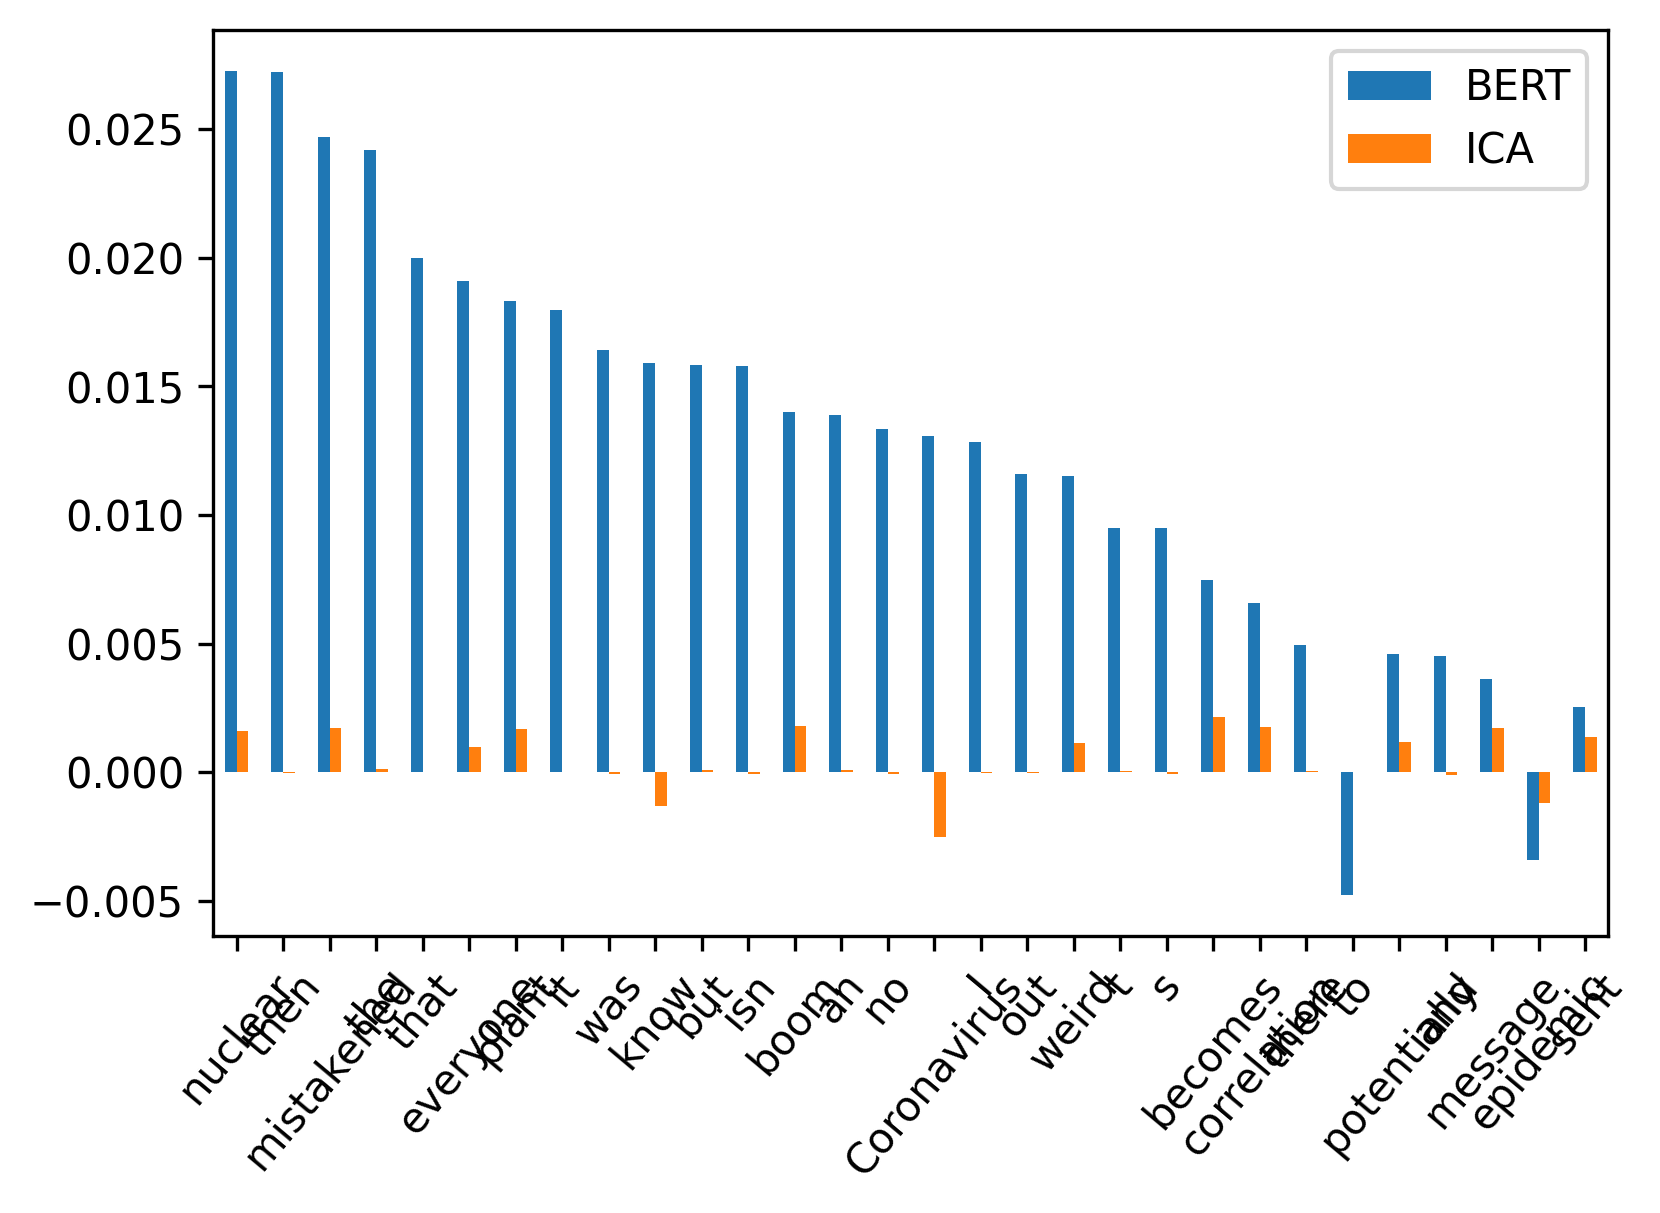 BERT
ICA
0.025
0.020
0.015
0.010
0.005
0.000
−0.005
nuclear
then
mistakened
the
that
everyone
plant
it
was
know
but
isn
boom
an
no
Coronavirus
I
out
weird
t
s
becomes
correlation
there
to
potentially
and
message
epidemic
sent